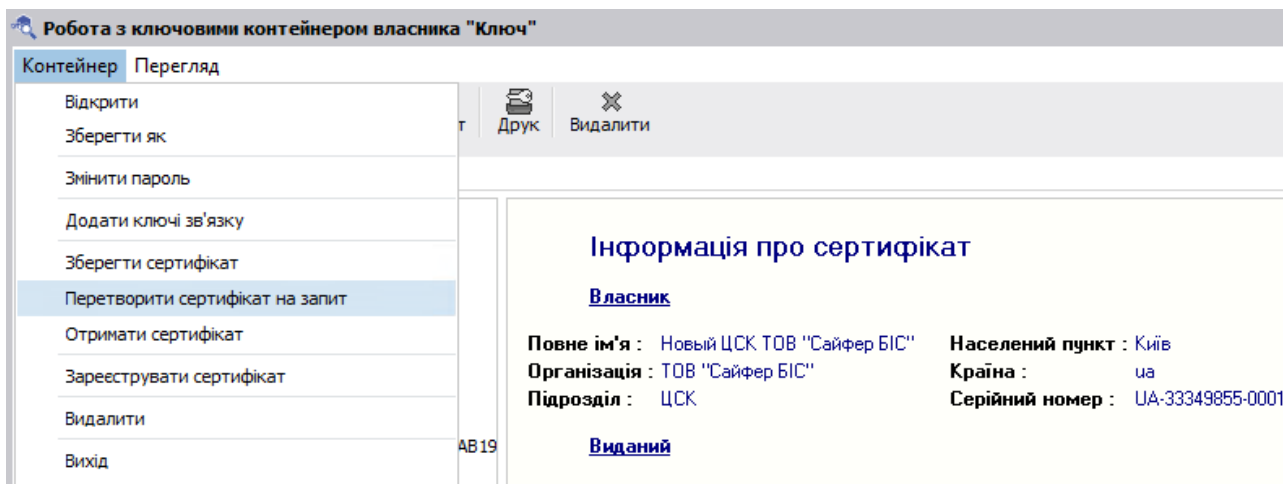 Робота з ключовими контейнером власника "Ключ"
Контейнер Перегляд
Відкрити
Зберегти як
Змінити пароль
Додати ключі зв'язку
Зберегти сертифікат
Перетворити сертифікат на запит
Отримати сертифікат
Зареєструвати сертифікат
Видалити
Вихід
т Друк Видалити
АВ19
Інформація про сертифікат
Власник
Повне ім'я : Новый ЦСК ТОВ "Сайфер БІС" Населений пункт : Київ
Організація : ТОВ "Сайфер БІС" Країна : ua
Підрозділ : ЦСК Серійний номер : UA-33349855-0001
Виданий